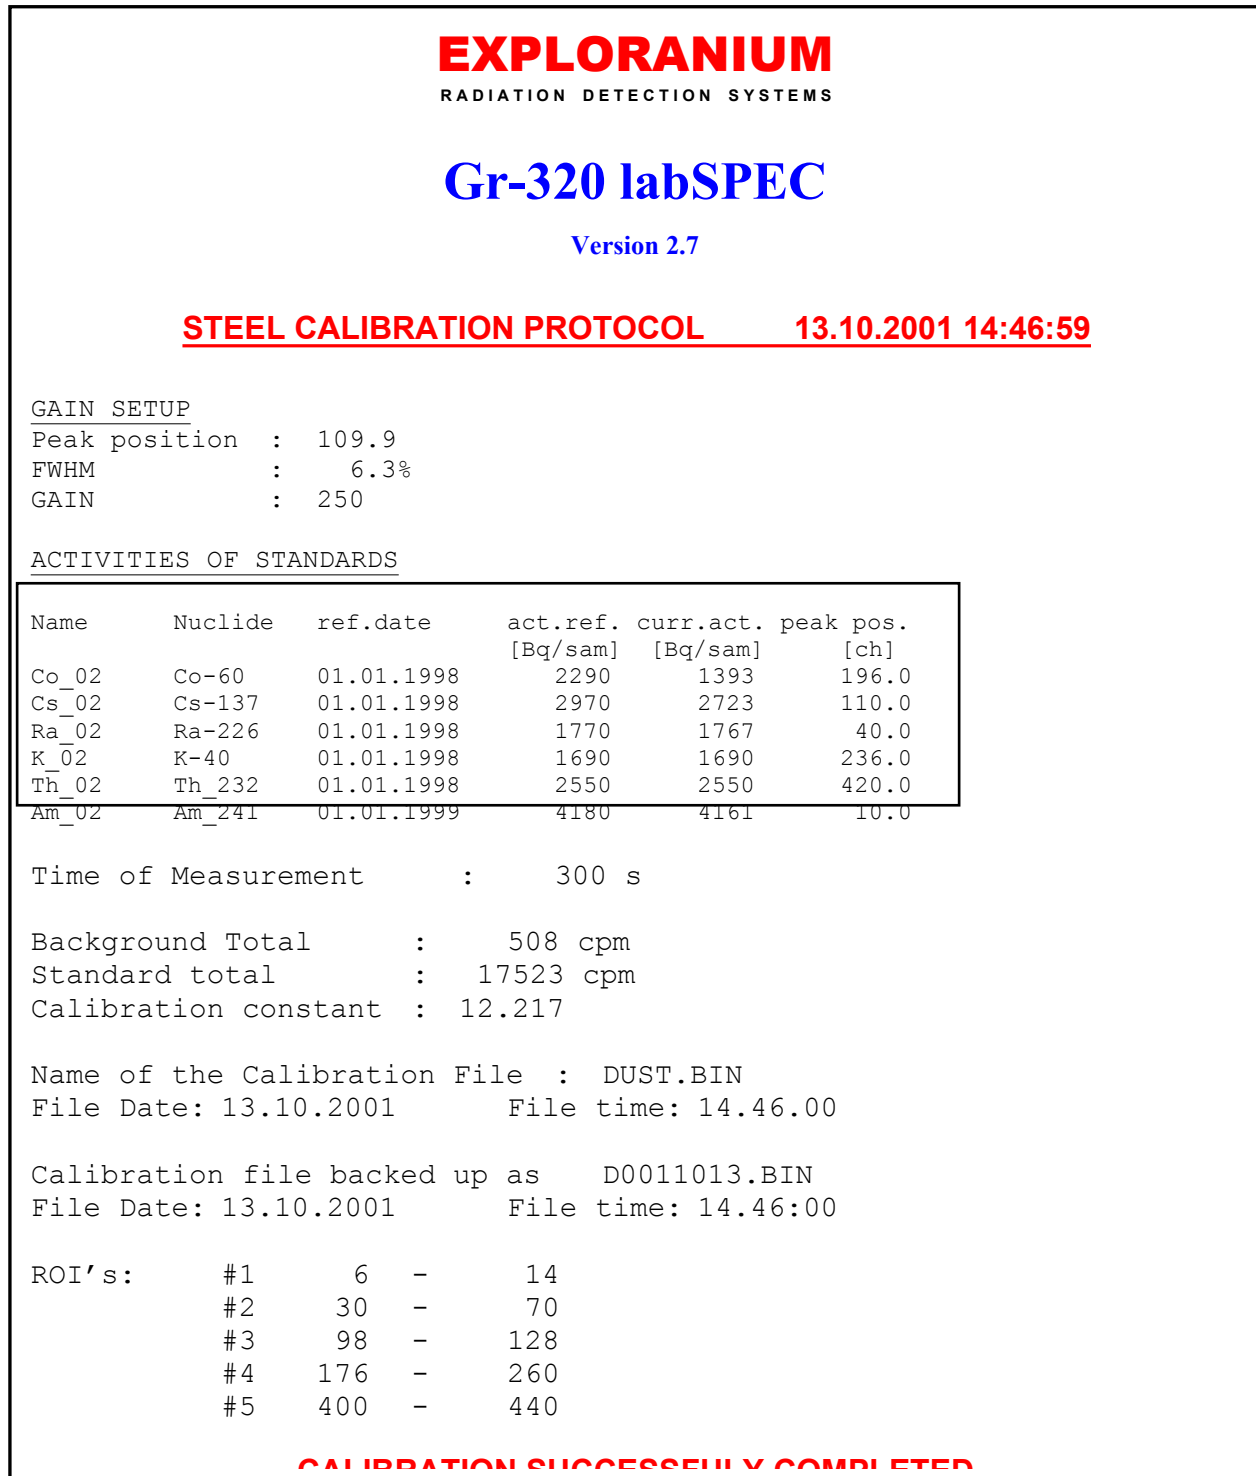 EXPLORANIUM
RADIATION DETECTION SYSTEMS
Gr-320 labSPEC
Version 2.7
STEEL CALIBRATION PROTOCOL 13.10.2001 14:46:59
GAIN SETUP
Peak position : 109.9
FWHM : 6.3%
GAIN : 250
ACTIVITIES OF STANDARDS
Name Nuclide ref.date act.ref. curr.act. peak pos.
[Bq/sam] [Bq/sam] [ch]
Co_02 Co-60 01.01.1998 2290 1393 196.0
Cs_02 Cs-137 01.01.1998 2970 2723 110.0
Ra_02 Ra-226 01.01.1998 1770 1767 40.0
K_02 K-40 01.01.1998 1690 1690 236.0
Th_02 Th_232 01.01.1998 2550 2550 420.0
Am_02 Am_241 01.01.1999 4180 4161 10.0
Time of Measurement : 300 s
Background Total : 508 cpm
Standard total : 17523 cpm
Calibration constant : 12.217
Name of the Calibration File : DUST.BIN
File Date: 13.10.2001 File time: 14.46.00
Calibration file backed up as D0011013.BIN
File Date: 13.10.2001 File time: 14.46:00
ROI's: #1 6 - 14
#2 30 - 70
#3 98 - 128
#4 176 - 260
#5 400 - 440
CALIBRATION SUCCESSFULY COMPLETED